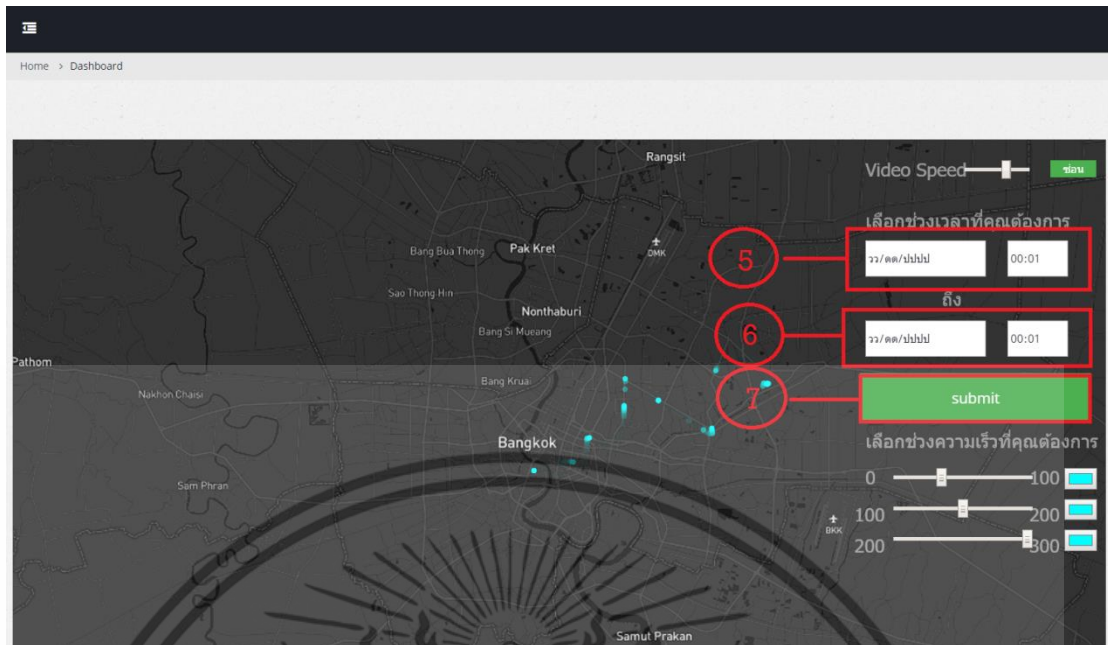 Home > Dashboard
Rangsit
Video Speed
ซ่อน
เลือกช่วงเวลาที่คุณต้องการ
Bang Bua Thong
Pak Kret
DMK
5
วว/ดด/ปปปป
00:01
Sao Thong Hin
ถึง
Nonthaburi
Bang Si Mueang
6
วว/ดด/ปปปป
00:01
Pathom
Nakhon Chaisi
Bang Kruai
7
submit
Bangkok
เลือกช่วงความเร็วที่คุณต้องการ
Sam Phran
0
100
BKK
100
200
200
300
Samut Prakan